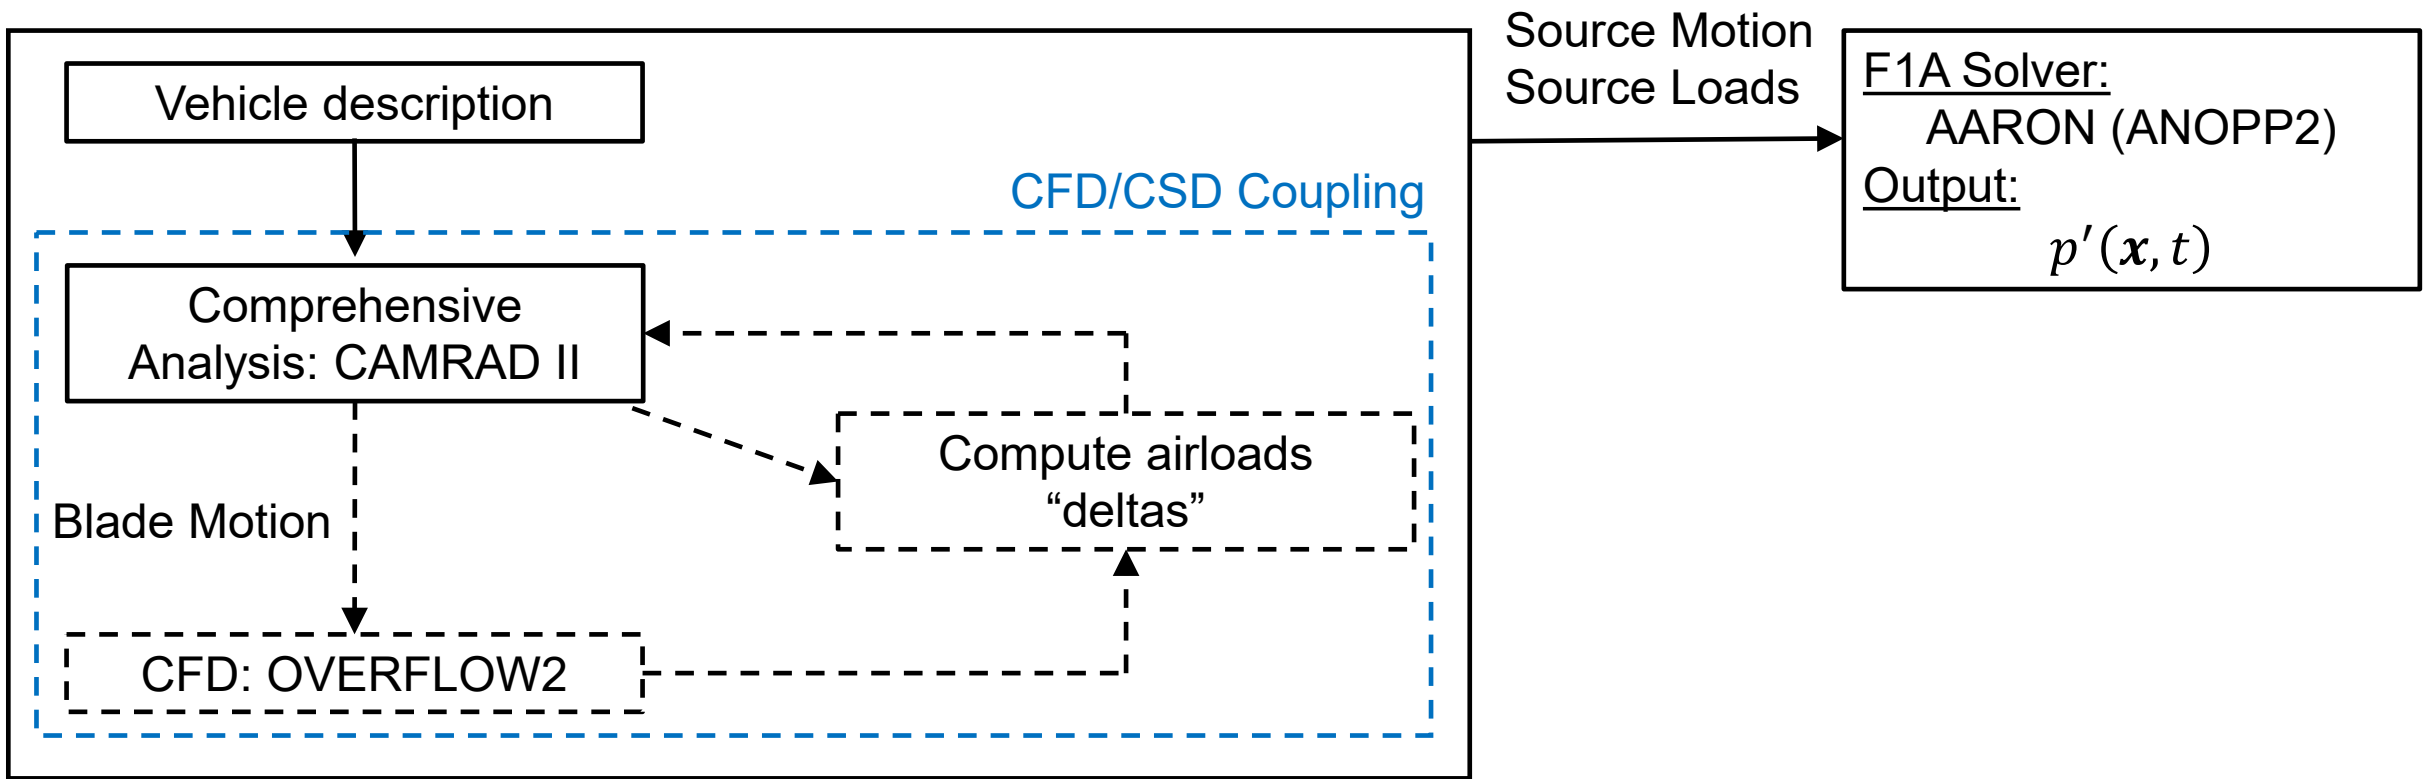 Vehicle description
CFD/CSD Coupling
Comprehensive
Analysis: CAMRAD II
Compute airloads
“deltas”
Blade Motion
CFD: OVERFLOW2
Source Motion
Source Loads
F1A Solver:
AARON (ANOPP2)
Output:
p′(x, t)